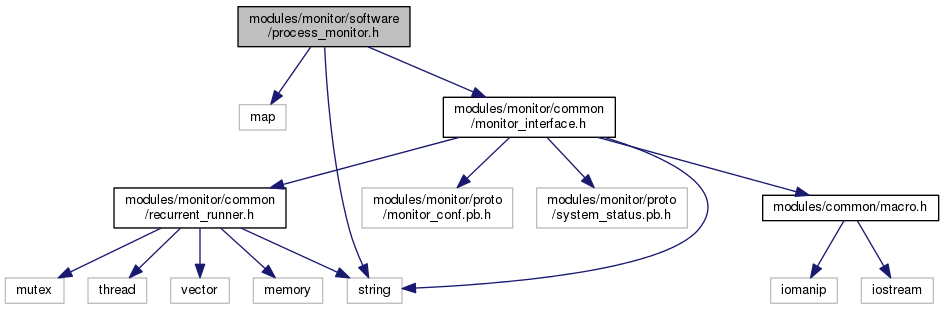 modules/monitor/software
/process_monitor.h
map
modules/monitor/common
/monitor_interface.h
modules/monitor/common
/recurrent_runner.h
modules/monitor/proto
/monitor_conf.pb.h
modules/monitor/proto
/system_status.pb.h
modules/common/macro.h
mutex
thread
vector
memory
string
iomanip
iostream